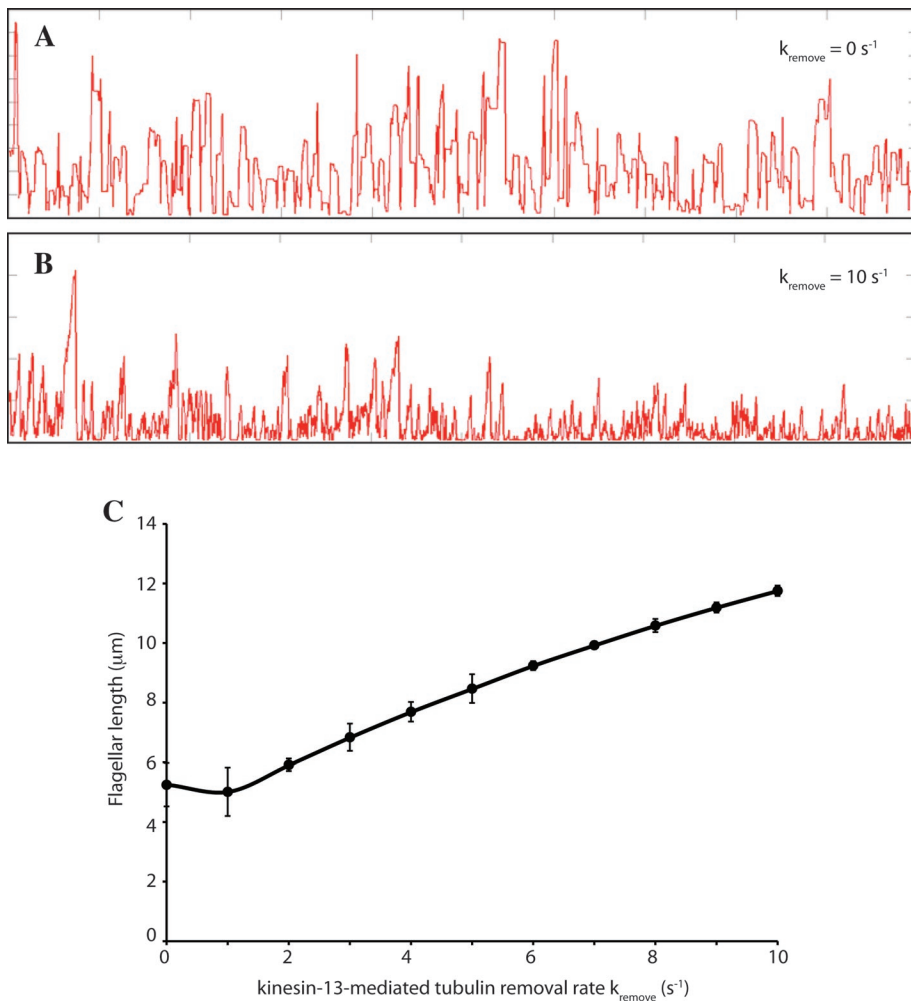 A
k_remove = 0 s⁻¹
B
k_remove = 10 s⁻¹
C
14
12
10
8
6
4
2
0
Flagellar length (μm)
0 2 4 6 8 10
kinesin-13-mediated tubulin removal rate k_remove (s⁻¹)